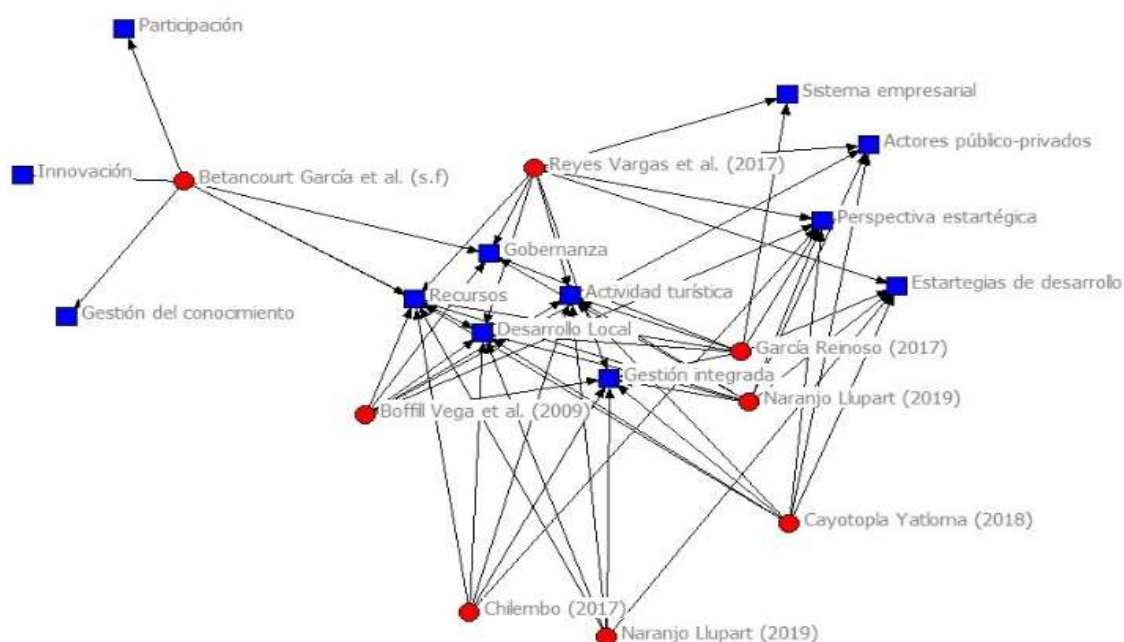 Participación
Sistema empresarial
Actores público-privados
Innovación
Betancourt García et al. (s.f)
Reyes Vargas et al. (2017)
Perspectiva estartégica
Gobernanza
Estartegias de desarrollo
Recursos
Actividad turística
Gestión del conocimiento
Desarrollo Local
García Reinoso (2017)
Gestión integrada
Naranjo Llupart (2019)
Boffill Vega et al. (2009)
Cayotopla Yatloma (2018)
Chilembo (2017)
Naranjo Llupart (2019)